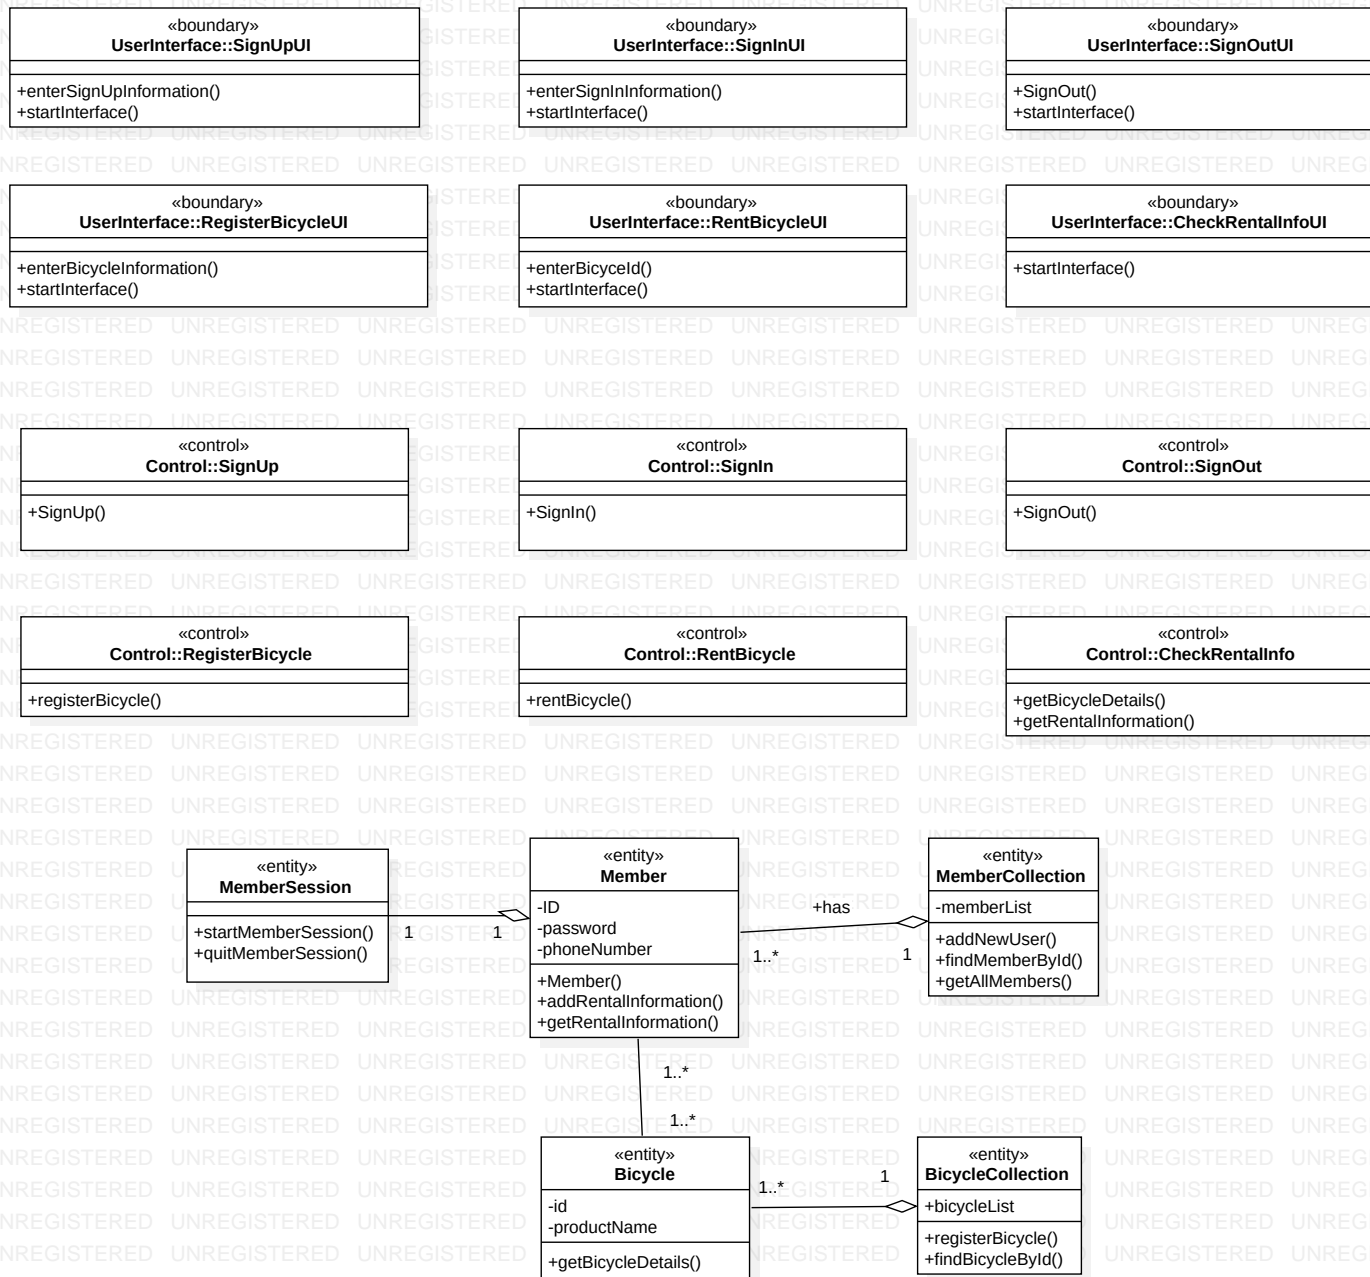 «boundary»
UserInterface::SignUpUI
+enterSignUpInformation()
+startInterface()
«boundary»
UserInterface::SignInUI
+enterSignInInformation()
+startInterface()
«boundary»
UserInterface::SignOutUI
+SignOut()
+startInterface()
«boundary»
UserInterface::RegisterBicycleUI
+enterBicycleInformation()
+startInterface()
«boundary»
UserInterface::RentBicycleUI
+enterBicyceId()
+startInterface()
«boundary»
UserInterface::CheckRentalInfoUI
+startInterface()
«control»
Control::SignUp
+SignUp()
«control»
Control::SignIn
+SignIn()
«control»
Control::SignOut
+SignOut()
«control»
Control::RegisterBicycle
+registerBicycle()
«control»
Control::RentBicycle
+rentBicycle()
«control»
Control::CheckRentalInfo
+getBicycleDetails()
+getRentalInformation()
«entity»
MemberSession
+startMemberSession()
+quitMemberSession()
1
1
«entity»
Member
-ID
-password
-phoneNumber
+Member()
+addRentalInformation()
+getRentalInformation()
+has
1..*
1
«entity»
MemberCollection
-memberList
+addNewUser()
+findMemberById()
+getAllMembers()
1..*
1..*
«entity»
Bicycle
-id
-productName
+getBicycleDetails()
1..*
1
«entity»
BicycleCollection
+bicycleList
+registerBicycle()
+findBicycleById()
UNREGISTERED